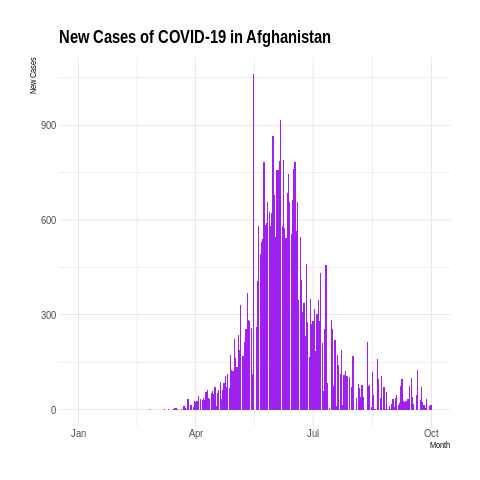 New Cases of COVID-19 in Afghanistan
New Cases
900
600
300
0
Jan Apr Jul Oct
Month